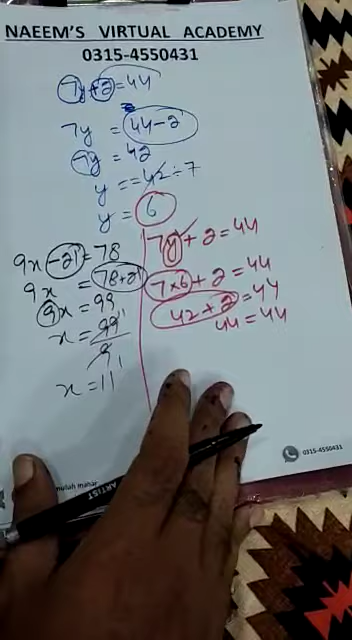 NAEEM'S VIRTUAL ACADEMY
0315-4550431
7y+2=44
7y = 44-2
7y = 42
y = 42÷7
y = 6
9x-21=78
9x = 78+21
9x=99
x = 99/9
x = 11
7y+2=44
7x6+2=44
42+2=44
44=44
0315-4550431
ARTIST